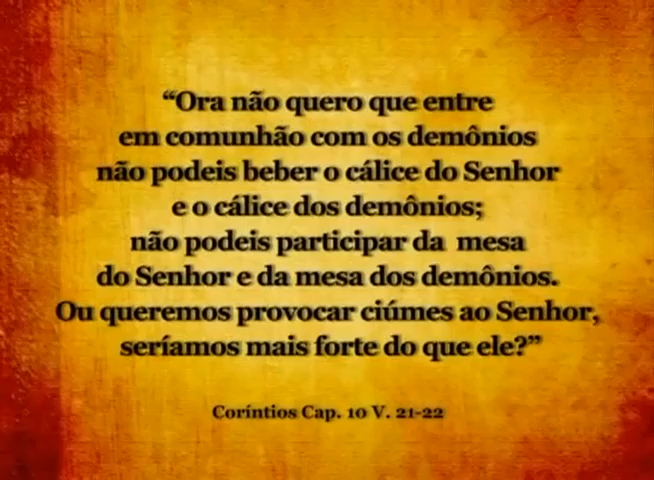 “Ora não quero que entre
em comunhão com os demônios
não podeis beber o cálice do Senhor
e o cálice dos demônios;
não podeis participar da mesa
do Senhor e da mesa dos demônios.
Ou queremos provocar ciúmes ao Senhor,
seríamos mais forte do que ele?”
Coríntios Cap. 10 V. 21-22